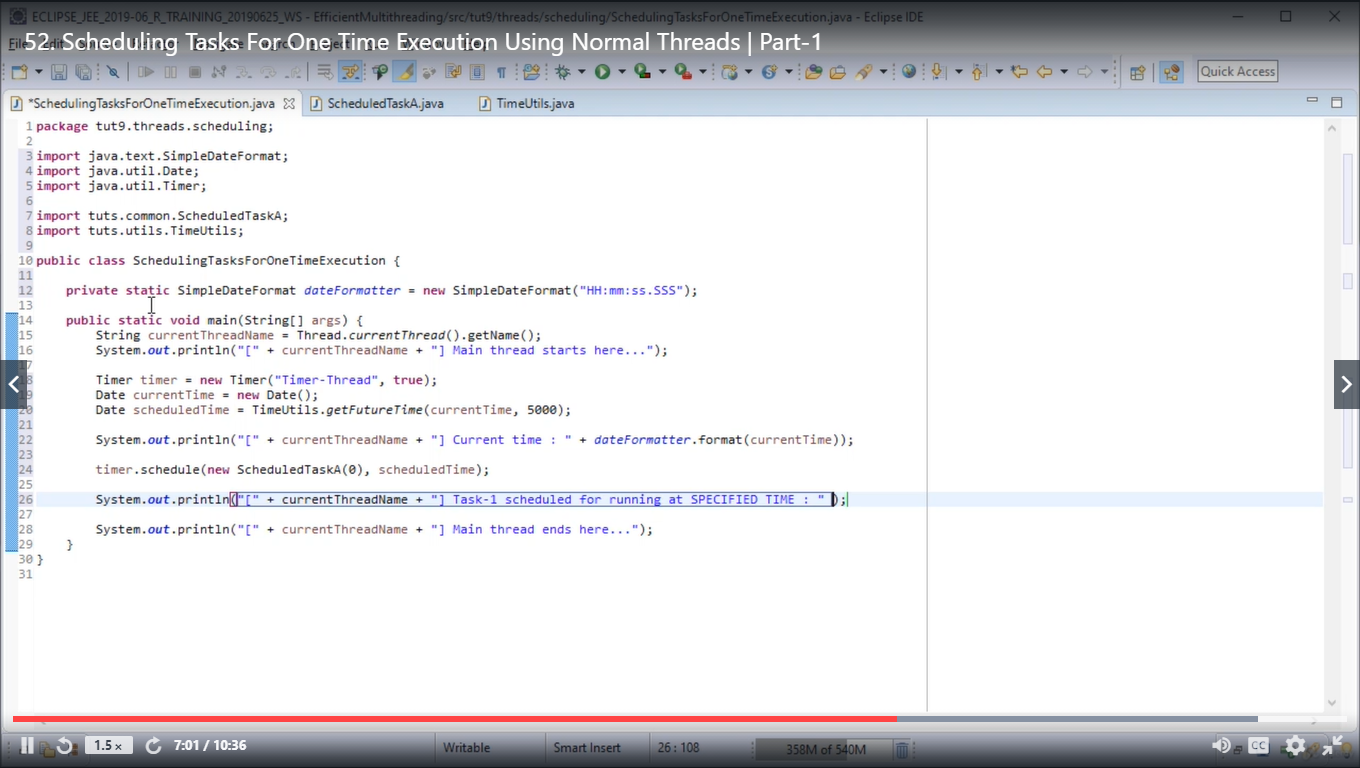 ECLIPSE_JEE_2019-06_R_TRAINING_20190625_WS - EfficientMultithreading/src/tut9/threads/scheduling/SchedulingTasksForOneTimeExecution.java - Eclipse IDE
52. Scheduling Tasks For One Time Execution Using Normal Threads | Part-1
Quick Access
*SchedulingTasksForOneTimeExecution.java ScheduledTaskA.java TimeUtils.java
1 package tut9.threads.scheduling;
2
3 import java.text.SimpleDateFormat;
4 import java.util.Date;
5 import java.util.Timer;
6
7 import tuts.common.ScheduledTaskA;
8 import tuts.utils.TimeUtils;
9
10 public class SchedulingTasksForOneTimeExecution {
11
12 private static SimpleDateFormat dateFormatter = new SimpleDateFormat("HH:mm:ss.SSS");
13
14 public static void main(String[] args) {
15 String currentThreadName = Thread.currentThread().getName();
16 System.out.println("[" + currentThreadName + "] Main thread starts here...");
17
18 Timer timer = new Timer("Timer-Thread", true);
19 Date currentTime = new Date();
20 Date scheduledTime = TimeUtils.getFutureTime(currentTime, 5000);
21
22 System.out.println("[" + currentThreadName + "] Current time : " + dateFormatter.format(currentTime));
23
24 timer.schedule(new ScheduledTaskA(0), scheduledTime);
25
26 System.out.println("[" + currentThreadName + "] Task-1 scheduled for running at SPECIFIED TIME : " );
27
28 System.out.println("[" + currentThreadName + "] Main thread ends here...");
29 }
30 }
31
1.5 x 7:01 / 10:36 Writable Smart Insert 26 : 108 358M of 540M CC